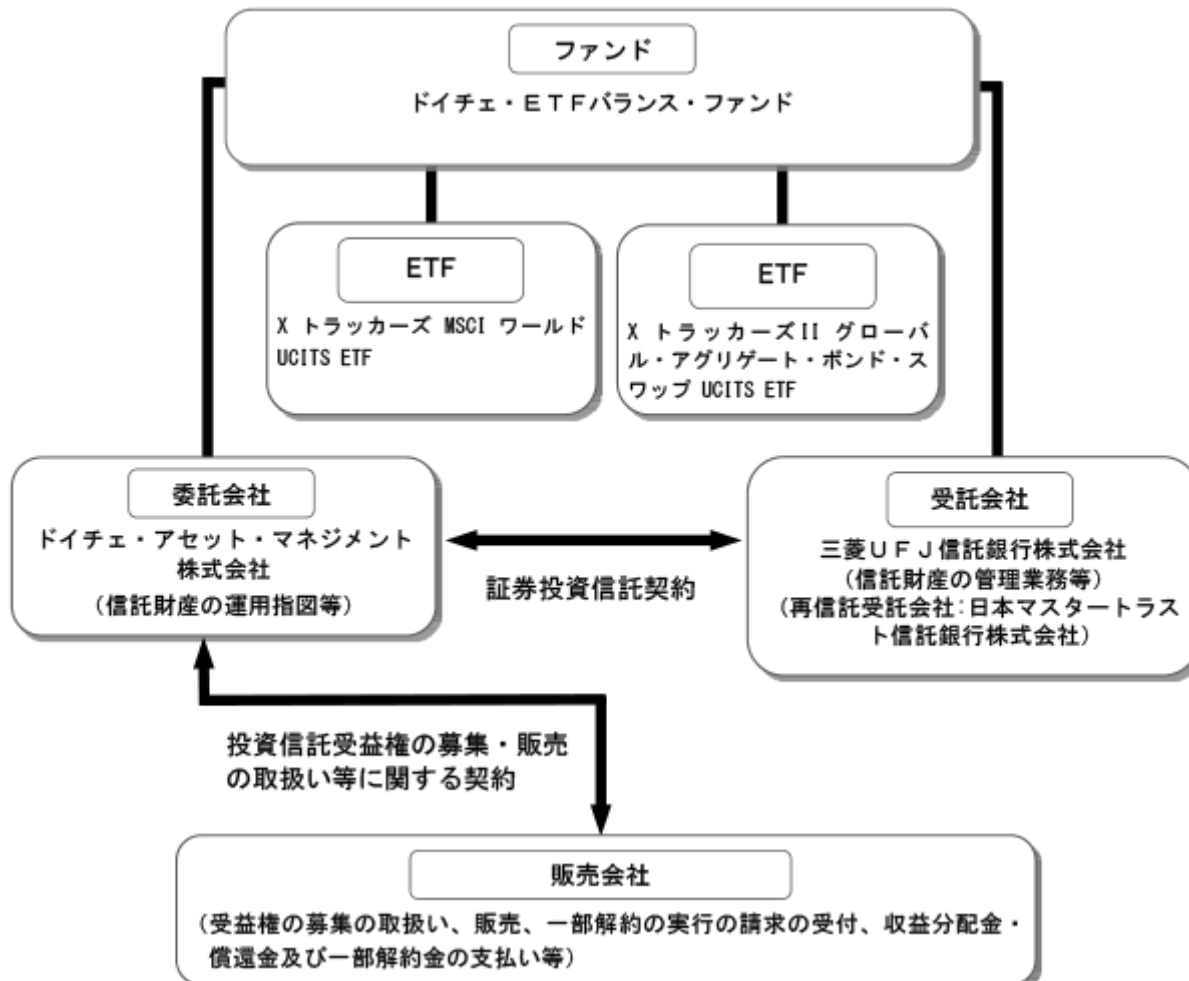 ファンド
ドイチェ・ETFバランス・ファンド
ETF
X トラッカーズ MSCI ワールド
UCITS ETF
ETF
X トラッカーズII グローバ
ル・アグリゲート・ボンド・ス
ワップ UCITS ETF
委託会社
ドイチェ・アセット・マネジメント
株式会社
(信託財産の運用指図等)
証券投資信託契約
受託会社
三菱UFJ信託銀行株式会社
(信託財産の管理業務等)
(再信託受託会社:日本マスタートラス
ト信託銀行株式会社)
投資信託受益権の募集・販売
の取扱い等に関する契約
販売会社
(受益権の募集の取扱い、販売、一部解約の実行の請求の受付、収益分配金・
償還金及び一部解約金の支払い等)